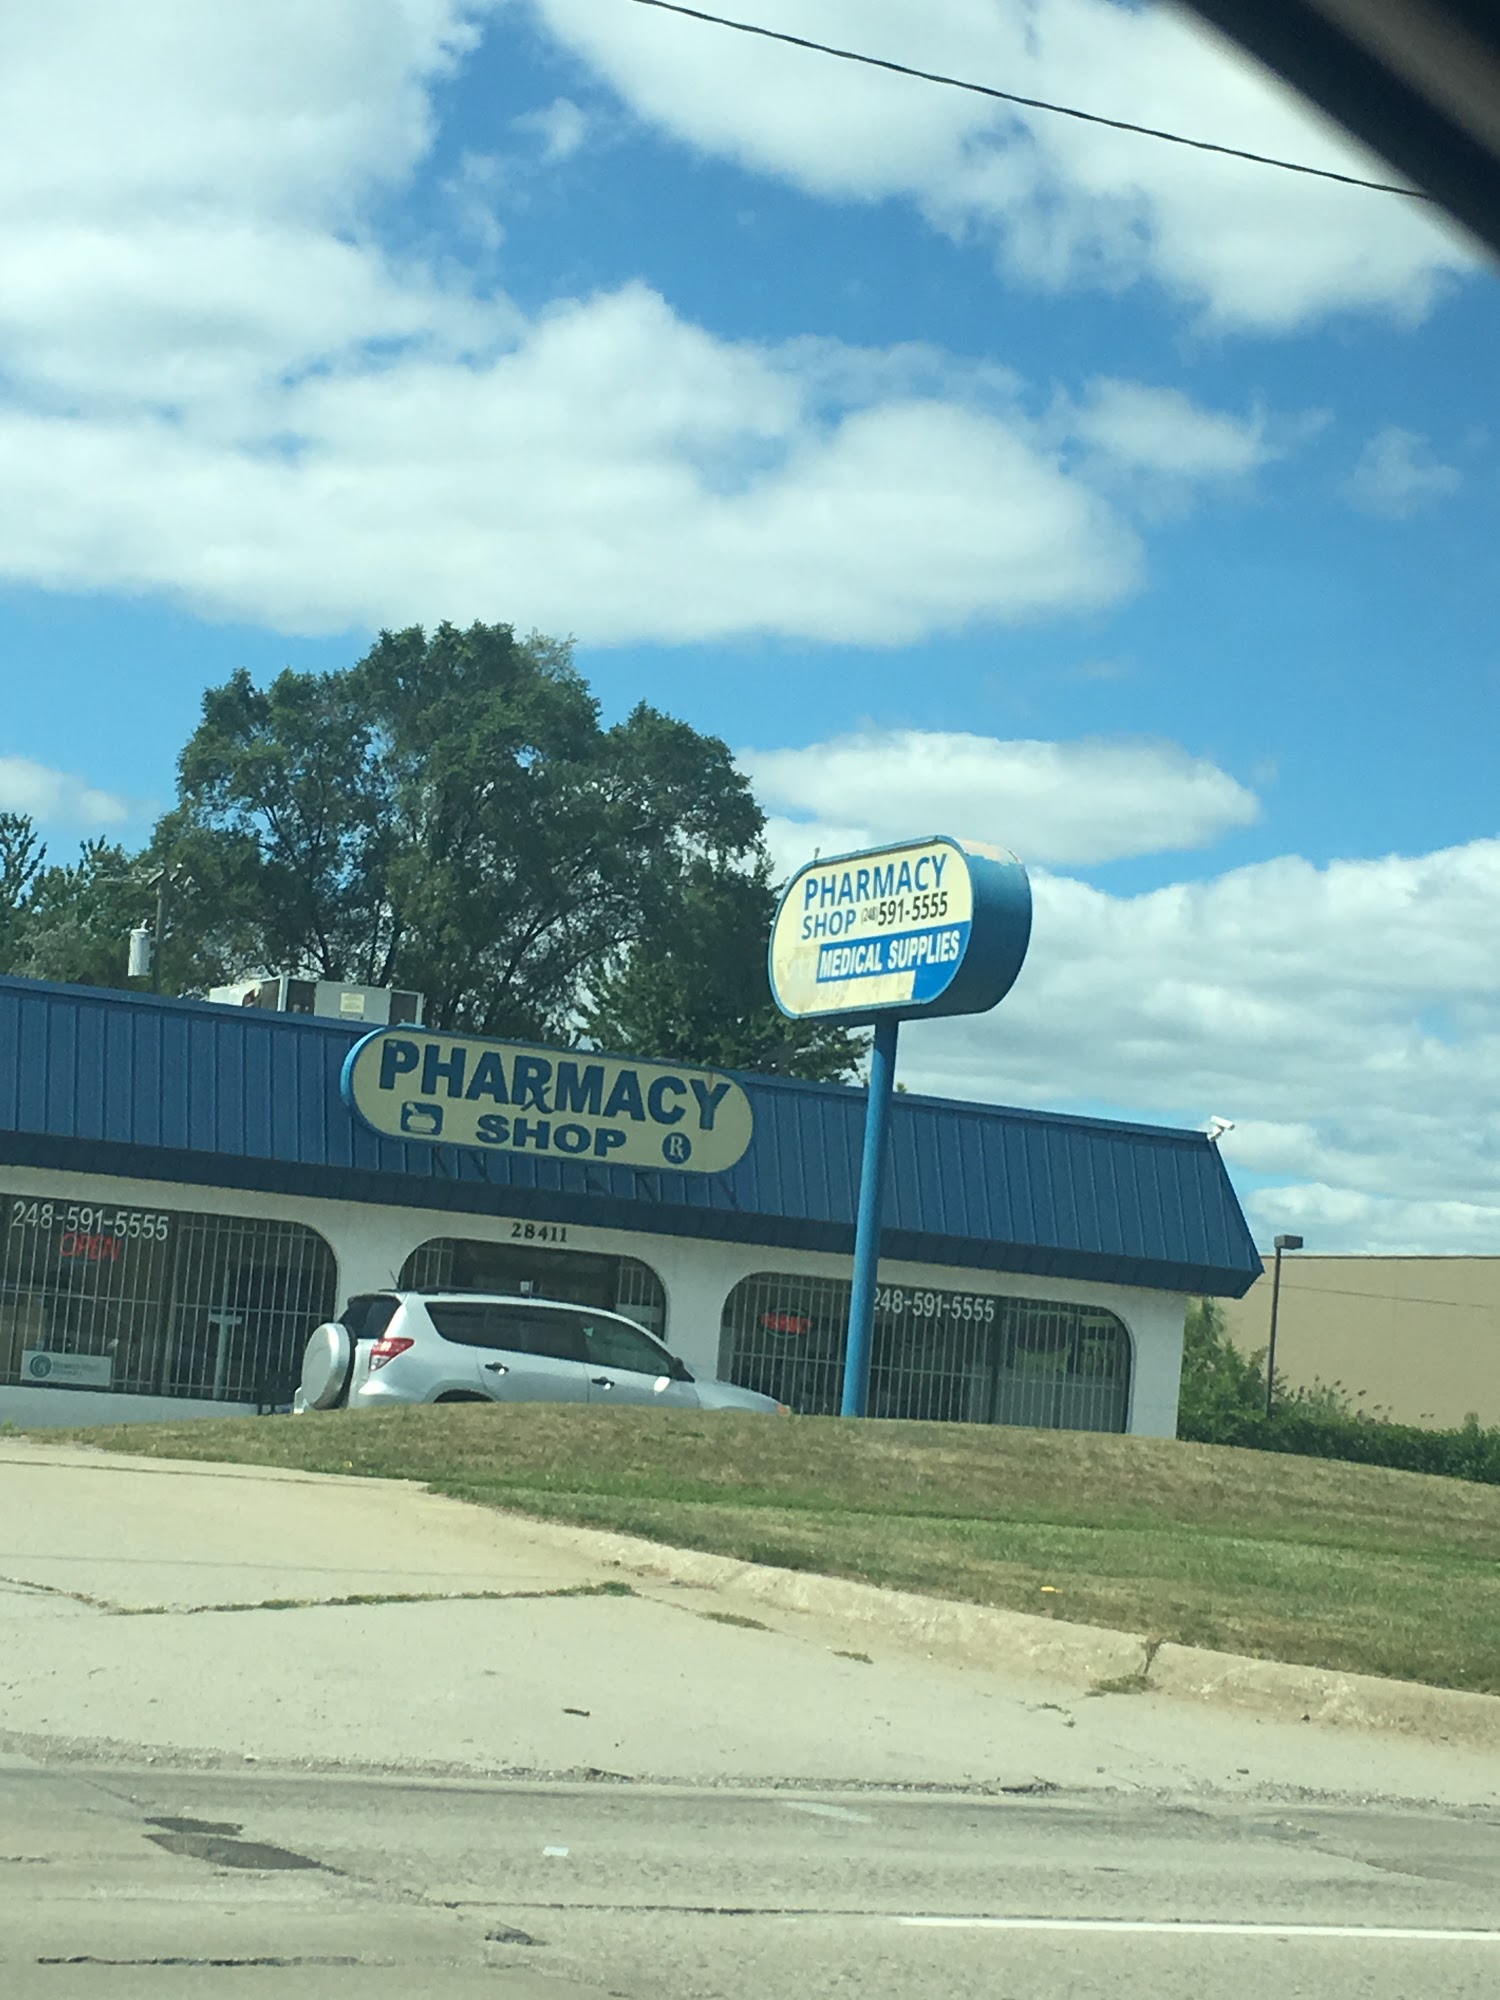 PHARMACY
SHOP (248) 591-5555
MEDICAL SUPPLIES
PHARMACY
SHOP
28411
248-591-5555
OPEN
248-591-5555